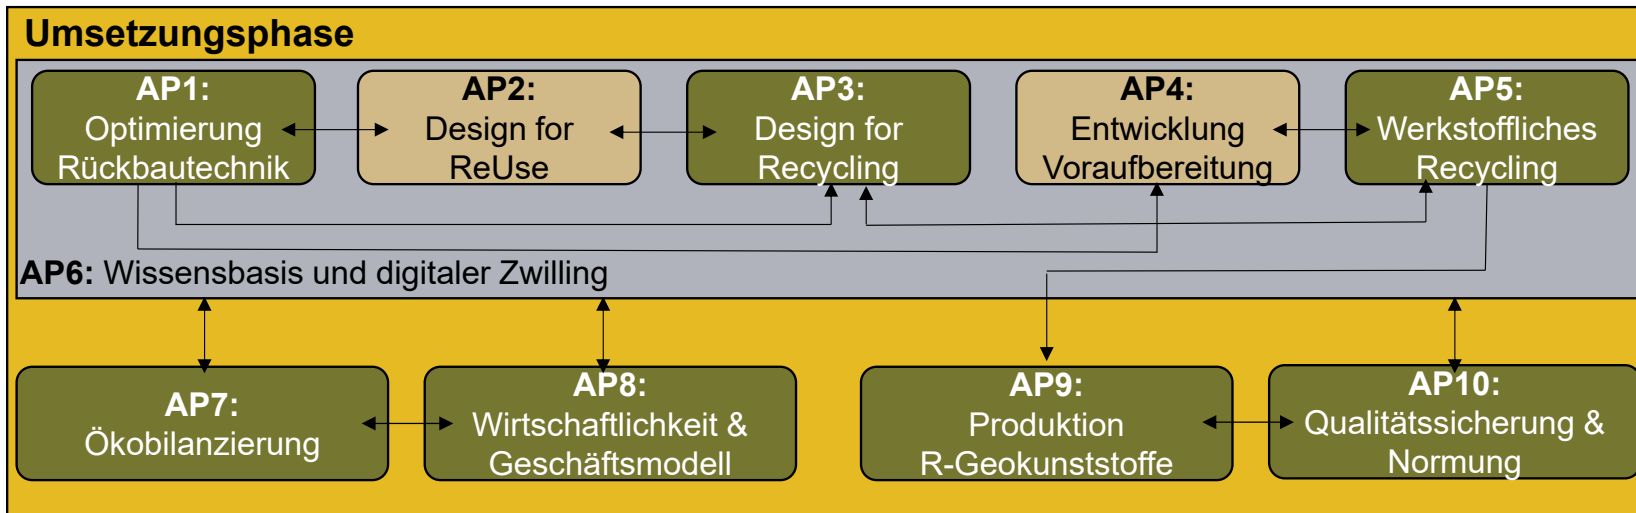 Umsetzungsphase
AP1:
Optimierung
Rückbautechnik
AP2:
Design for
ReUse
AP3:
Design for
Recycling
AP4:
Entwicklung
Voraufbereitung
AP5:
Werkstoffliches
Recycling
AP6: Wissensbasis und digitaler Zwilling
AP7:
Ökobilanzierung
AP8:
Wirtschaftlichkeit &
Geschäftsmodell
AP9:
Produktion
R-Geokunststoffe
AP10:
Qualitätssicherung &
Normung